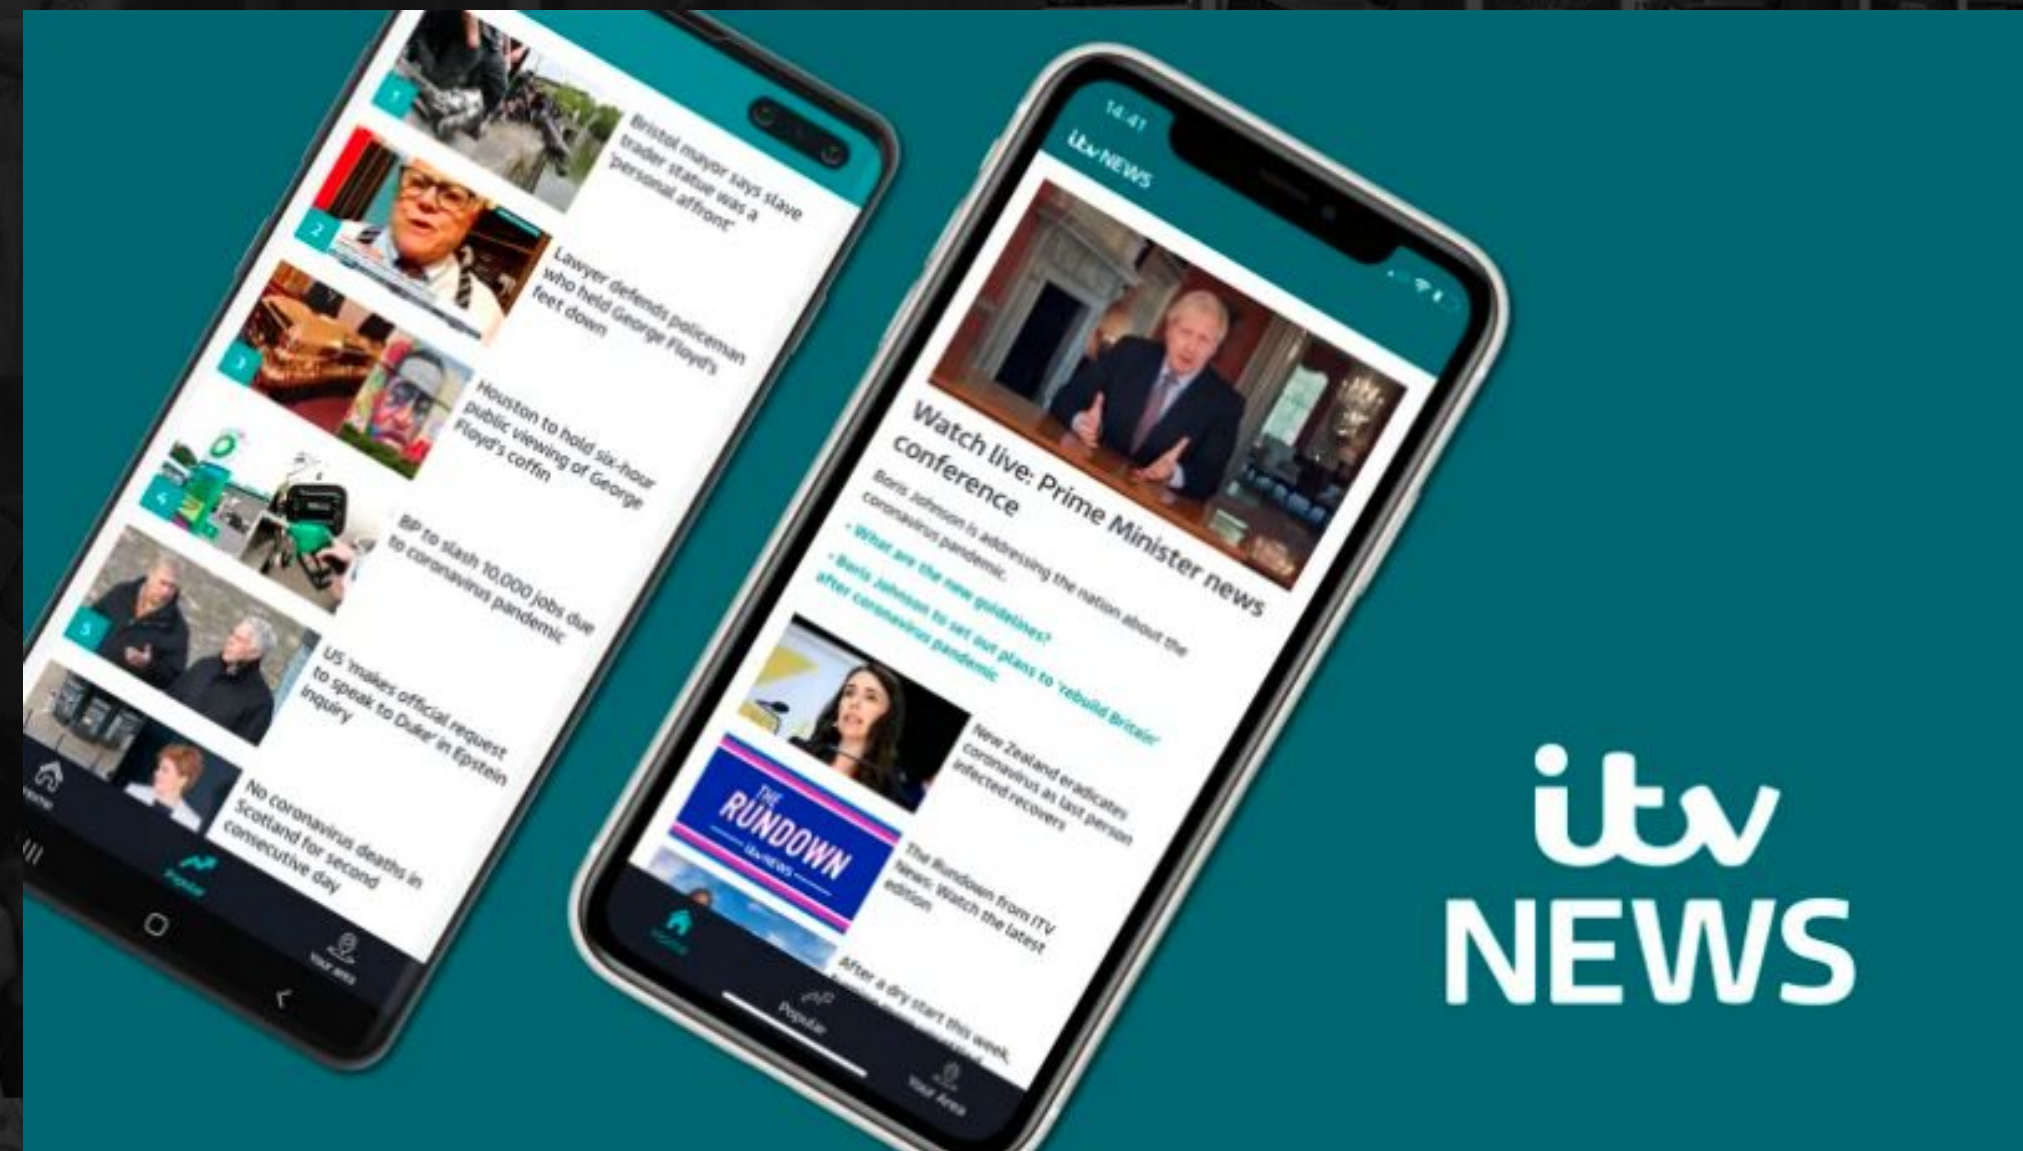 1
Bristol mayor says slave
trader statue was a
'personal affront'
2
Lawyer defends policeman
who held George Floyd's
feet down
3
Houston to hold six-hour
public viewing of George
Floyd's coffin
4
BP to slash 10,000 jobs due
to coronavirus pandemic
5
US 'makes official request
to speak to Duke' in Epstein
Inquiry
No coronavirus deaths in
Scotland for second
consecutive day
Home
Popular
Your area
14:41
itv NEWS
Watch live: Prime Minister news
conference
Boris Johnson is addressing the nation about the
coronavirus pandemic.
• What are the new guidelines?
• Boris Johnson to set out plans to 'rebuild Britain'
after coronavirus pandemic
New Zealand eradicates
coronavirus as last person
infected recovers
THE
RUNDOWN
itv NEWS
The Rundown from ITV
News: Watch the latest
edition
After a dry start this week,
Home
Popular
Your Area
itv
NEWS